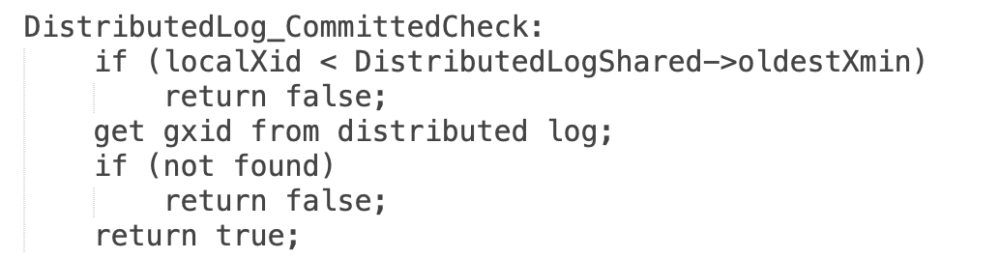 DistributedLog_CommittedCheck:
    if (localXid < DistributedLogShared->oldestXmin)
        return false;
    get gxid from distributed log;
    if (not found)
        return false;
    return true;